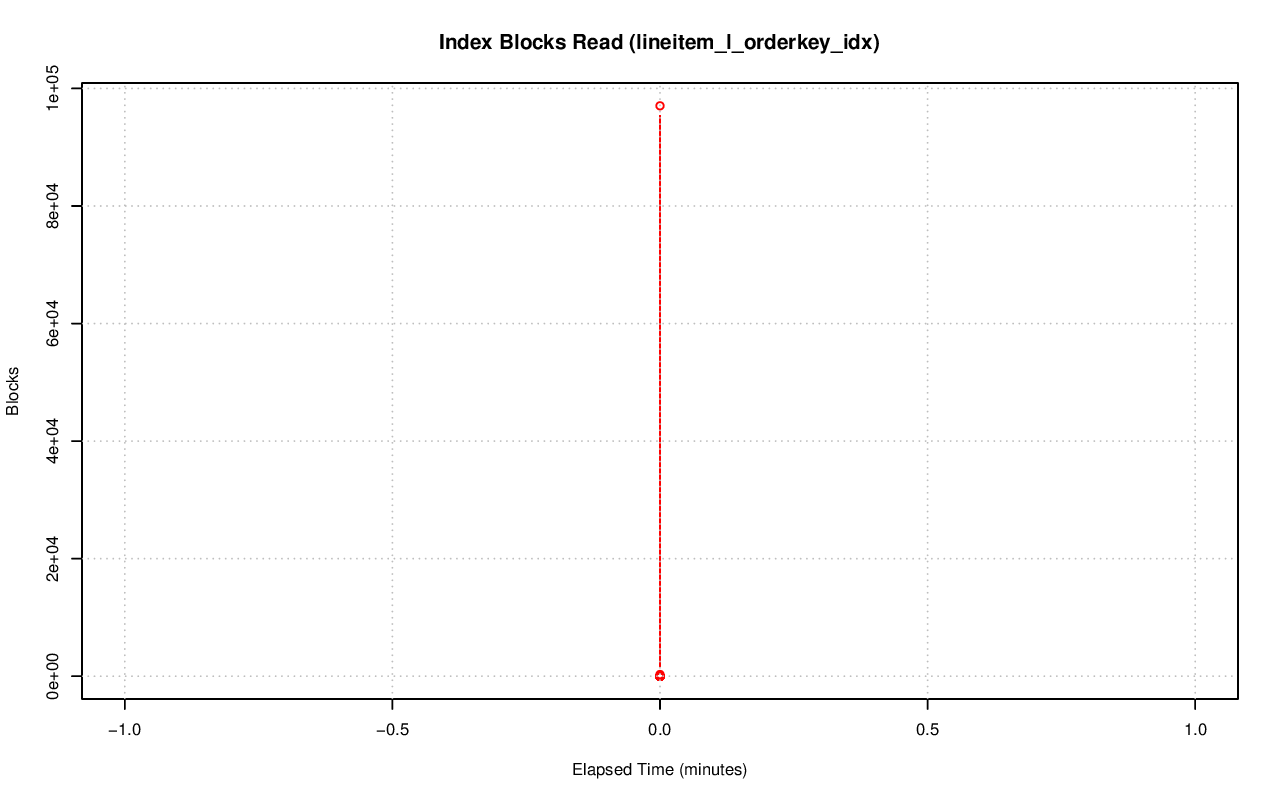 Index Blocks Read (lineitem_l_orderkey_idx)
1e+05
8e+04
6e+04
4e+04
2e+04
0e+00
Blocks
−1.0 −0.5 0.0 0.5 1.0
Elapsed Time (minutes)